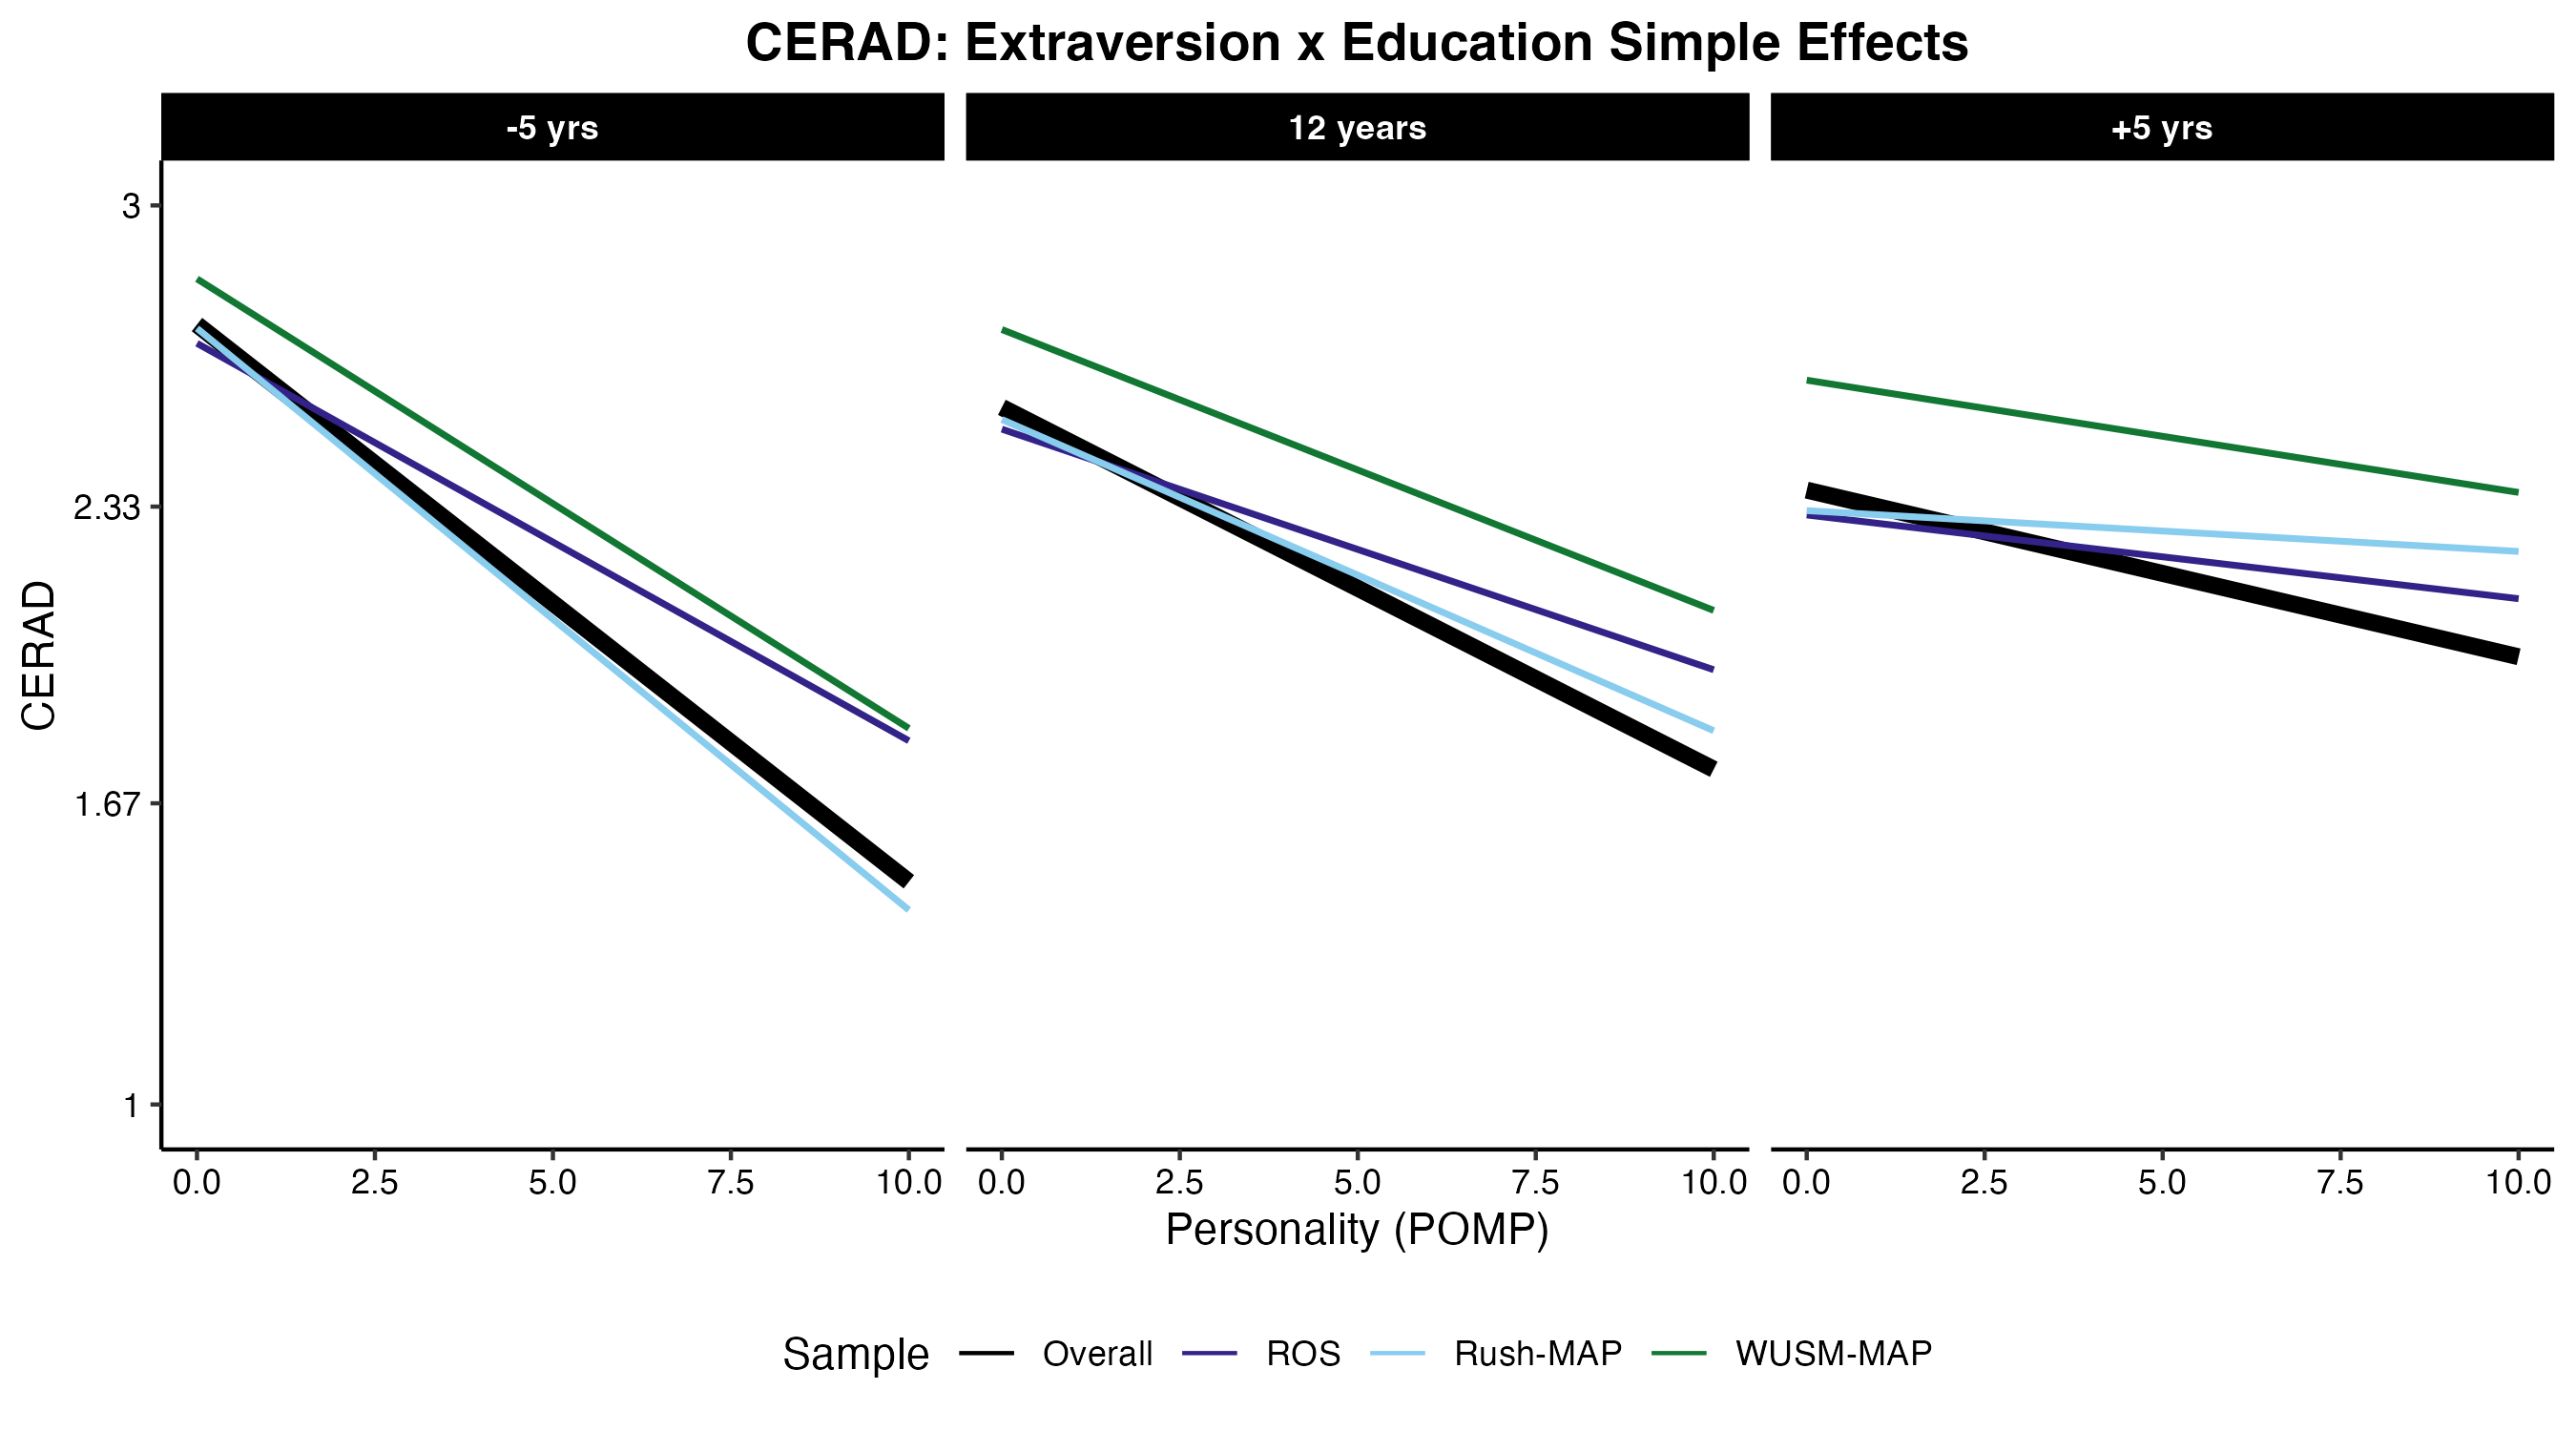 CERAD: Extraversion x Education Simple Effects
-5 yrs
12 years
+5 yrs
CERAD
3
2.33
1.67
1
0.0 2.5 5.0 7.5 10.0
0.0 2.5 5.0 7.5 10.0
0.0 2.5 5.0 7.5 10.0
Personality (POMP)
Sample Overall ROS Rush-MAP WUSM-MAP